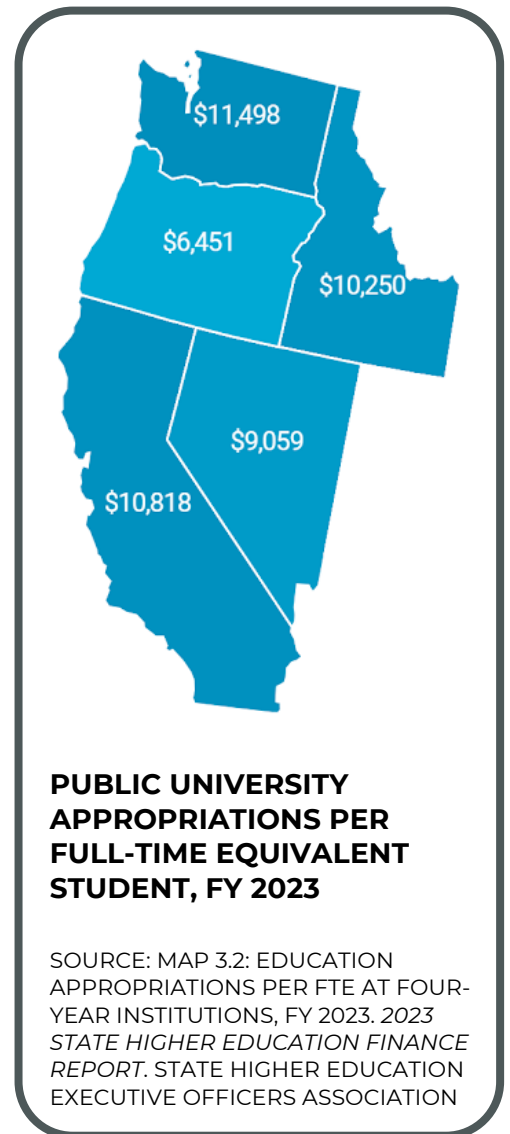 $11,498
$6,451
$10,250
$9,059
$10,818
PUBLIC UNIVERSITY
APPROPRIATIONS PER
FULL-TIME EQUIVALENT
STUDENT, FY 2023
SOURCE: MAP 3.2: EDUCATION
APPROPRIATIONS PER FTE AT FOUR-
YEAR INSTITUTIONS, FY 2023. 2023
STATE HIGHER EDUCATION FINANCE
REPORT. STATE HIGHER EDUCATION
EXECUTIVE OFFICERS ASSOCIATION